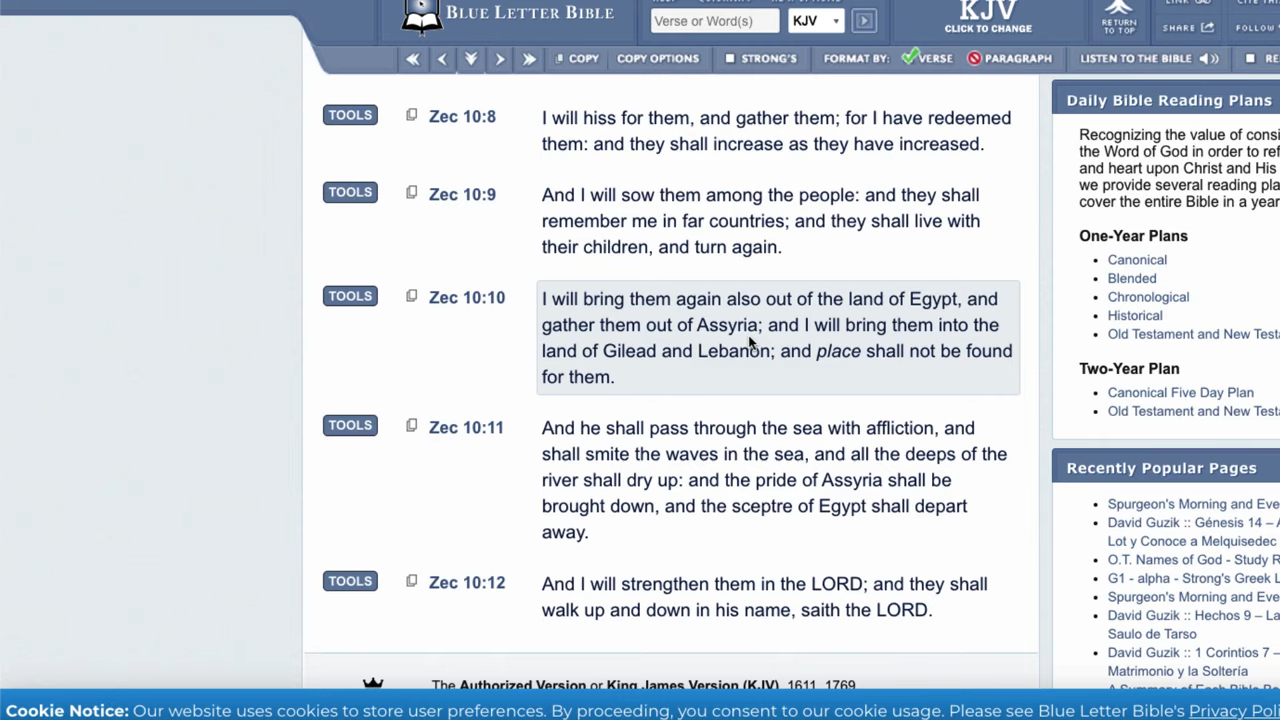 BLUE LETTER BIBLE
Verse or Word(s)
KJV
KJV
CLICK TO CHANGE
RETURN
TO TOP
SHARE
FOLLOW
COPY
COPY OPTIONS
STRONG'S
FORMAT BY:
VERSE
PARAGRAPH
LISTEN TO THE BIBLE
RE
TOOLS
Zec 10:8
I will hiss for them, and gather them; for I have redeemed
them: and they shall increase as they have increased.
TOOLS
Zec 10:9
And I will sow them among the people: and they shall
remember me in far countries; and they shall live with
their children, and turn again.
TOOLS
Zec 10:10
I will bring them again also out of the land of Egypt, and
gather them out of Assyria; and I will bring them into the
land of Gilead and Lebanon; and place shall not be found
for them.
TOOLS
Zec 10:11
And he shall pass through the sea with affliction, and
shall smite the waves in the sea, and all the deeps of the
river shall dry up: and the pride of Assyria shall be
brought down, and the sceptre of Egypt shall depart
away.
TOOLS
Zec 10:12
And I will strengthen them in the LORD; and they shall
walk up and down in his name, saith the LORD.
The Authorized Version or King James Version (KJV), 1611, 1769
Daily Bible Reading Plans
Recognizing the value of consi
the Word of God in order to ref
and heart upon Christ and His
we provide several reading pla
cover the entire Bible in a year
One-Year Plans
Canonical
Blended
Chronological
Historical
Old Testament and New Testa
Two-Year Plan
Canonical Five Day Plan
Old Testament and New Testa
Recently Popular Pages
Spurgeon's Morning and Eve
David Guzik :: Génesis 14 – A
Lot y Conoce a Melquisedec
O.T. Names of God - Study R
G1 - alpha - Strong's Greek L
Spurgeon's Morning and Eve
David Guzik :: Hechos 9 – La
Saulo de Tarso
David Guzik :: 1 Corintios 7 –
Matrimonio y la Soltería
Cookie Notice: Our website uses cookies to store user preferences. By proceeding, you consent to our cookie usage. Please see Blue Letter Bible's Privacy Poli